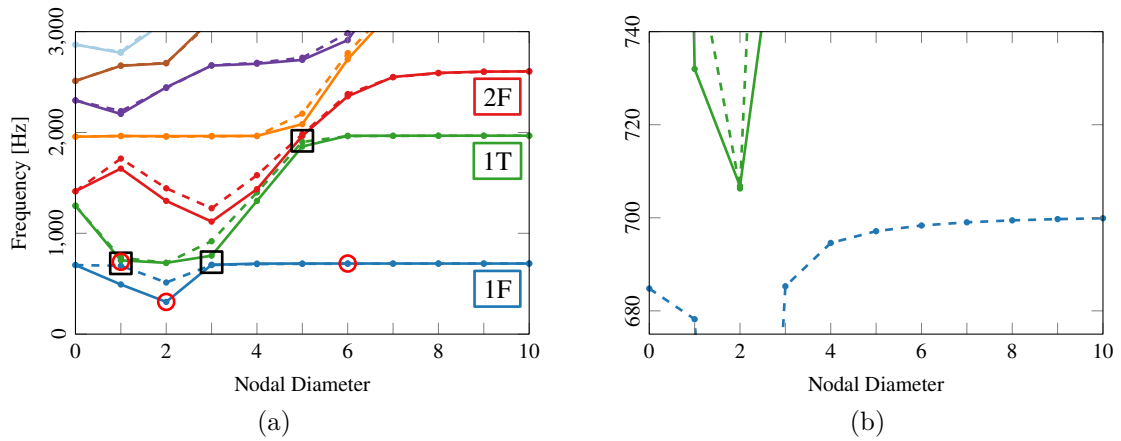 3,000
2,000
1,000
0
Frequency [Hz]
2F
1T
1F
0 2 4 6 8 10
Nodal Diameter
(a)
740
720
700
680
0 2 4 6 8 10
Nodal Diameter
(b)